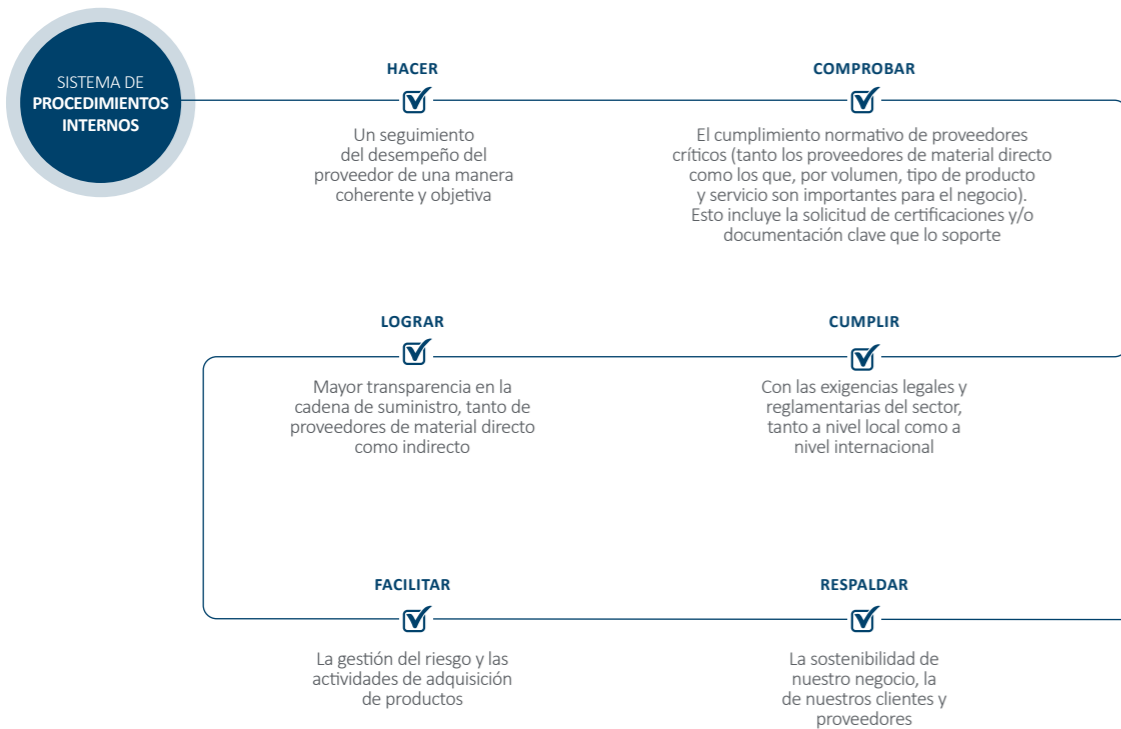 SISTEMA DE
PROCEDIMIENTOS
INTERNOS
HACER
Un seguimiento
del desempeño del
proveedor de una manera
coherente y objetiva
COMPROBAR
El cumplimiento normativo de proveedores
críticos (tanto los proveedores de material directo
como los que, por volumen, tipo de producto
y servicio son importantes para el negocio).
Esto incluye la solicitud de certificaciones y/o
documentación clave que lo soporte
CUMPLIR
Con las exigencias legales y
reglamentarias del sector,
tanto a nivel local como a
nivel internacional
LOGRAR
Mayor transparencia en la
cadena de suministro, tanto de
proveedores de material directo
como indirecto
FACILITAR
La gestión del riesgo y las
actividades de adquisición
de productos
RESPALDAR
La sostenibilidad de
nuestro negocio, la
de nuestros clientes y
proveedores